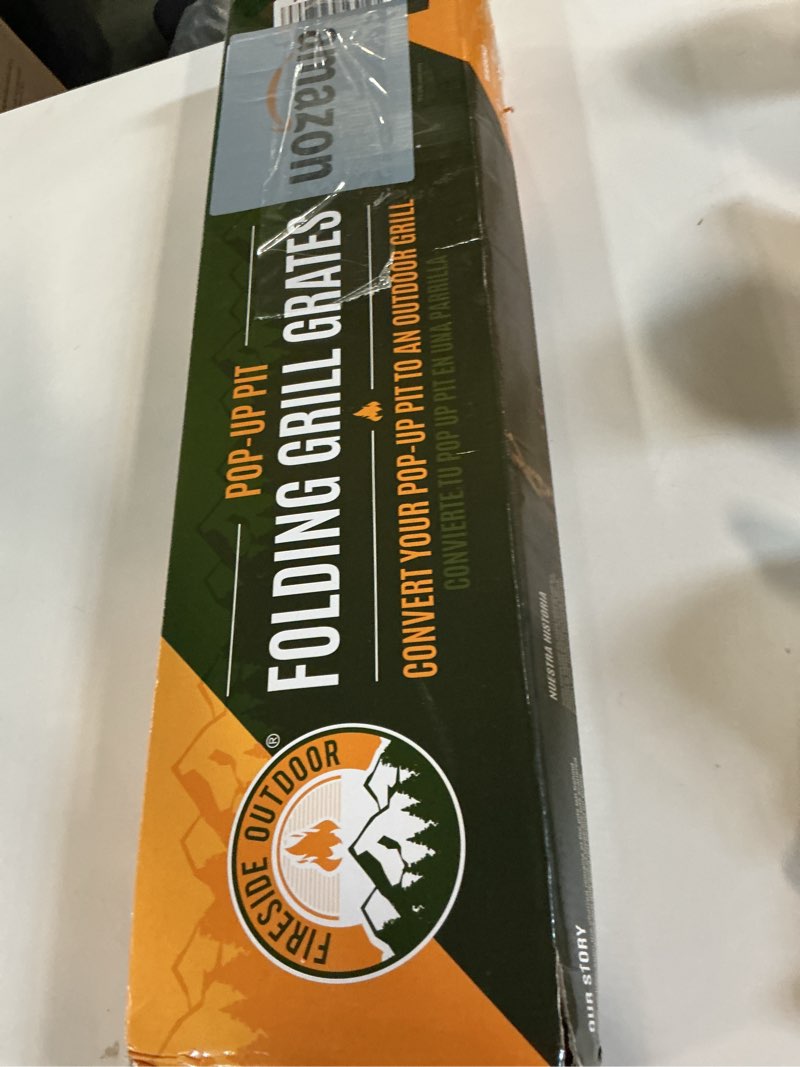 amazon
POP-UP PIT
FOLDING GRILL GRATES
CONVERT YOUR POP-UP PIT TO AN OUTDOOR GRILL
CONVIERTE TU POP UP PIT EN UNA PARRILLA
FIRESIDE OUTDOOR ®
OUR STORY
NUESTRA HISTORIA